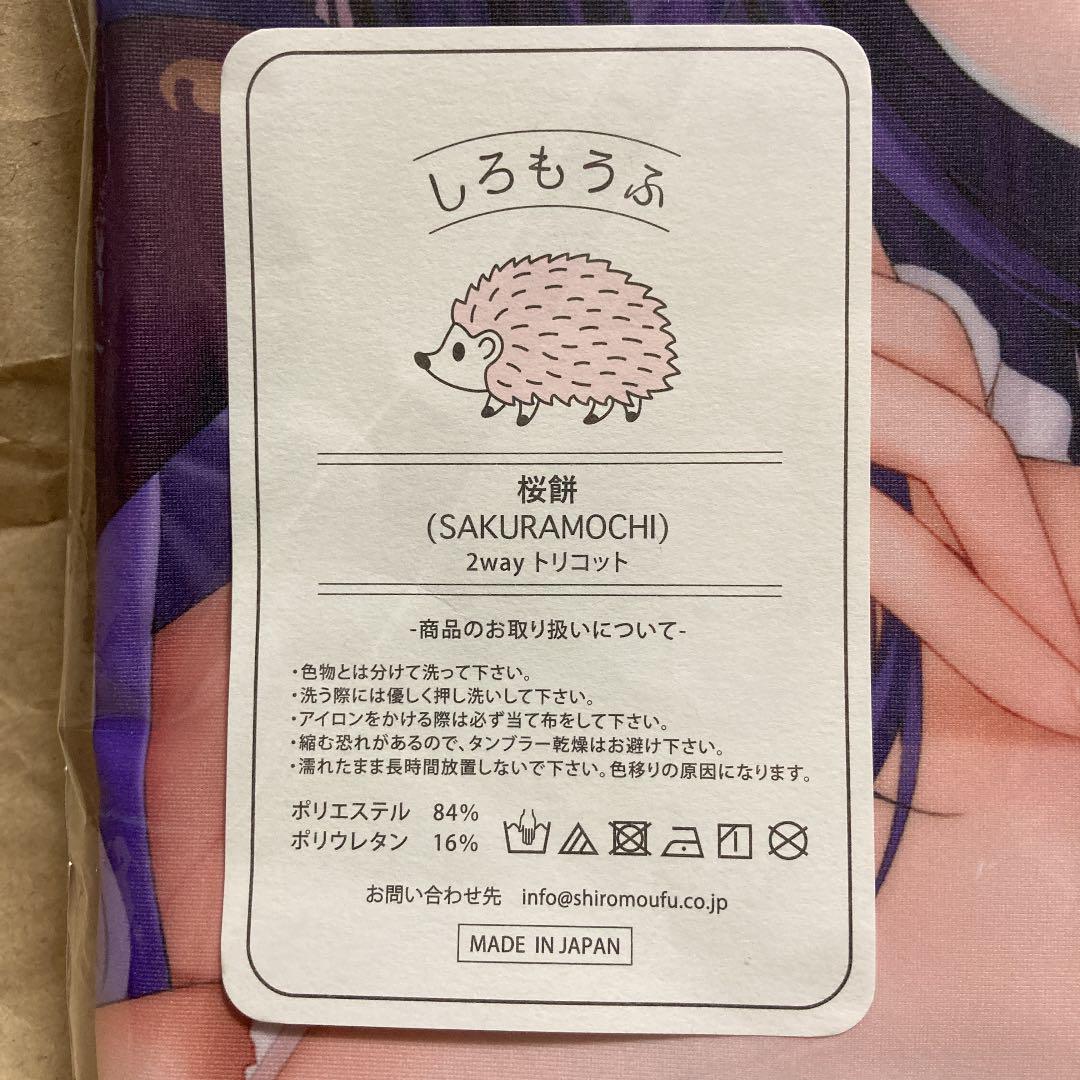 しろもうふ
桜餅
(SAKURAMOCHI)
2way トリコット
-商品のお取り扱いについて-
・色物とは分けて洗って下さい。
・洗う際には優しく押し洗いして下さい。
・アイロンをかける際は必ず当て布をして下さい。
・縮む恐れがあるので、タンブラー乾燥はお避け下さい。
・濡れたまま長時間放置しないで下さい。色移りの原因になります。
ポリエステル 84%
ポリウレタン 16%
お問い合わせ先 info@shiromoufu.co.jp
MADE IN JAPAN